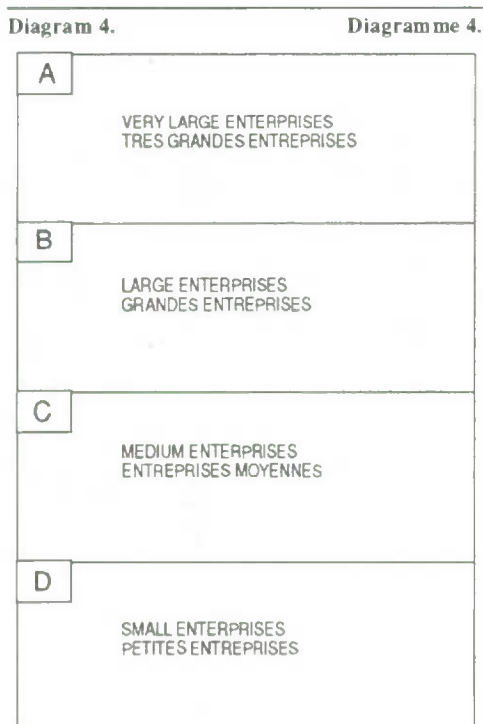 Diagram 4. Diagramme 4.
A
VERY LARGE ENTERPRISES
TRES GRANDES ENTREPRISES
B
LARGE ENTERPRISES
GRANDES ENTREPRISES
C
MEDIUM ENTERPRISES
ENTREPRISES MOYENNES
D
SMALL ENTERPRISES
PETITES ENTREPRISES